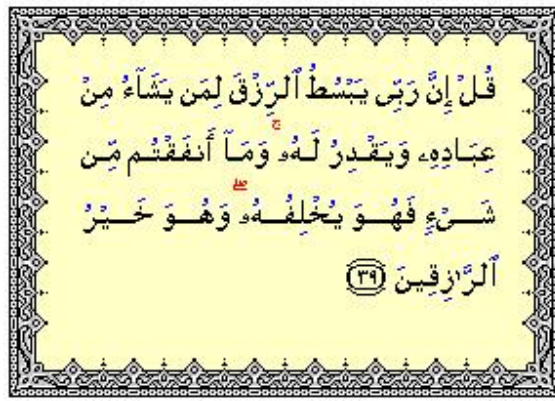 قُلْ إِنَّ رَبِّى يَبْسُطُ ٱلرِّزْقَ لِمَن يَشَآءُ مِنْ
عِبَادِهِۦ وَيَقْدِرُ لَهُۥ ۚ وَمَآ أَنفَقْتُم مِّن
شَىْءٍ فَهُوَ يُخْلِفُهُۥ ۖ وَهُوَ خَيْرُ
ٱلرَّٰزِقِينَ ﴿٣٩﴾